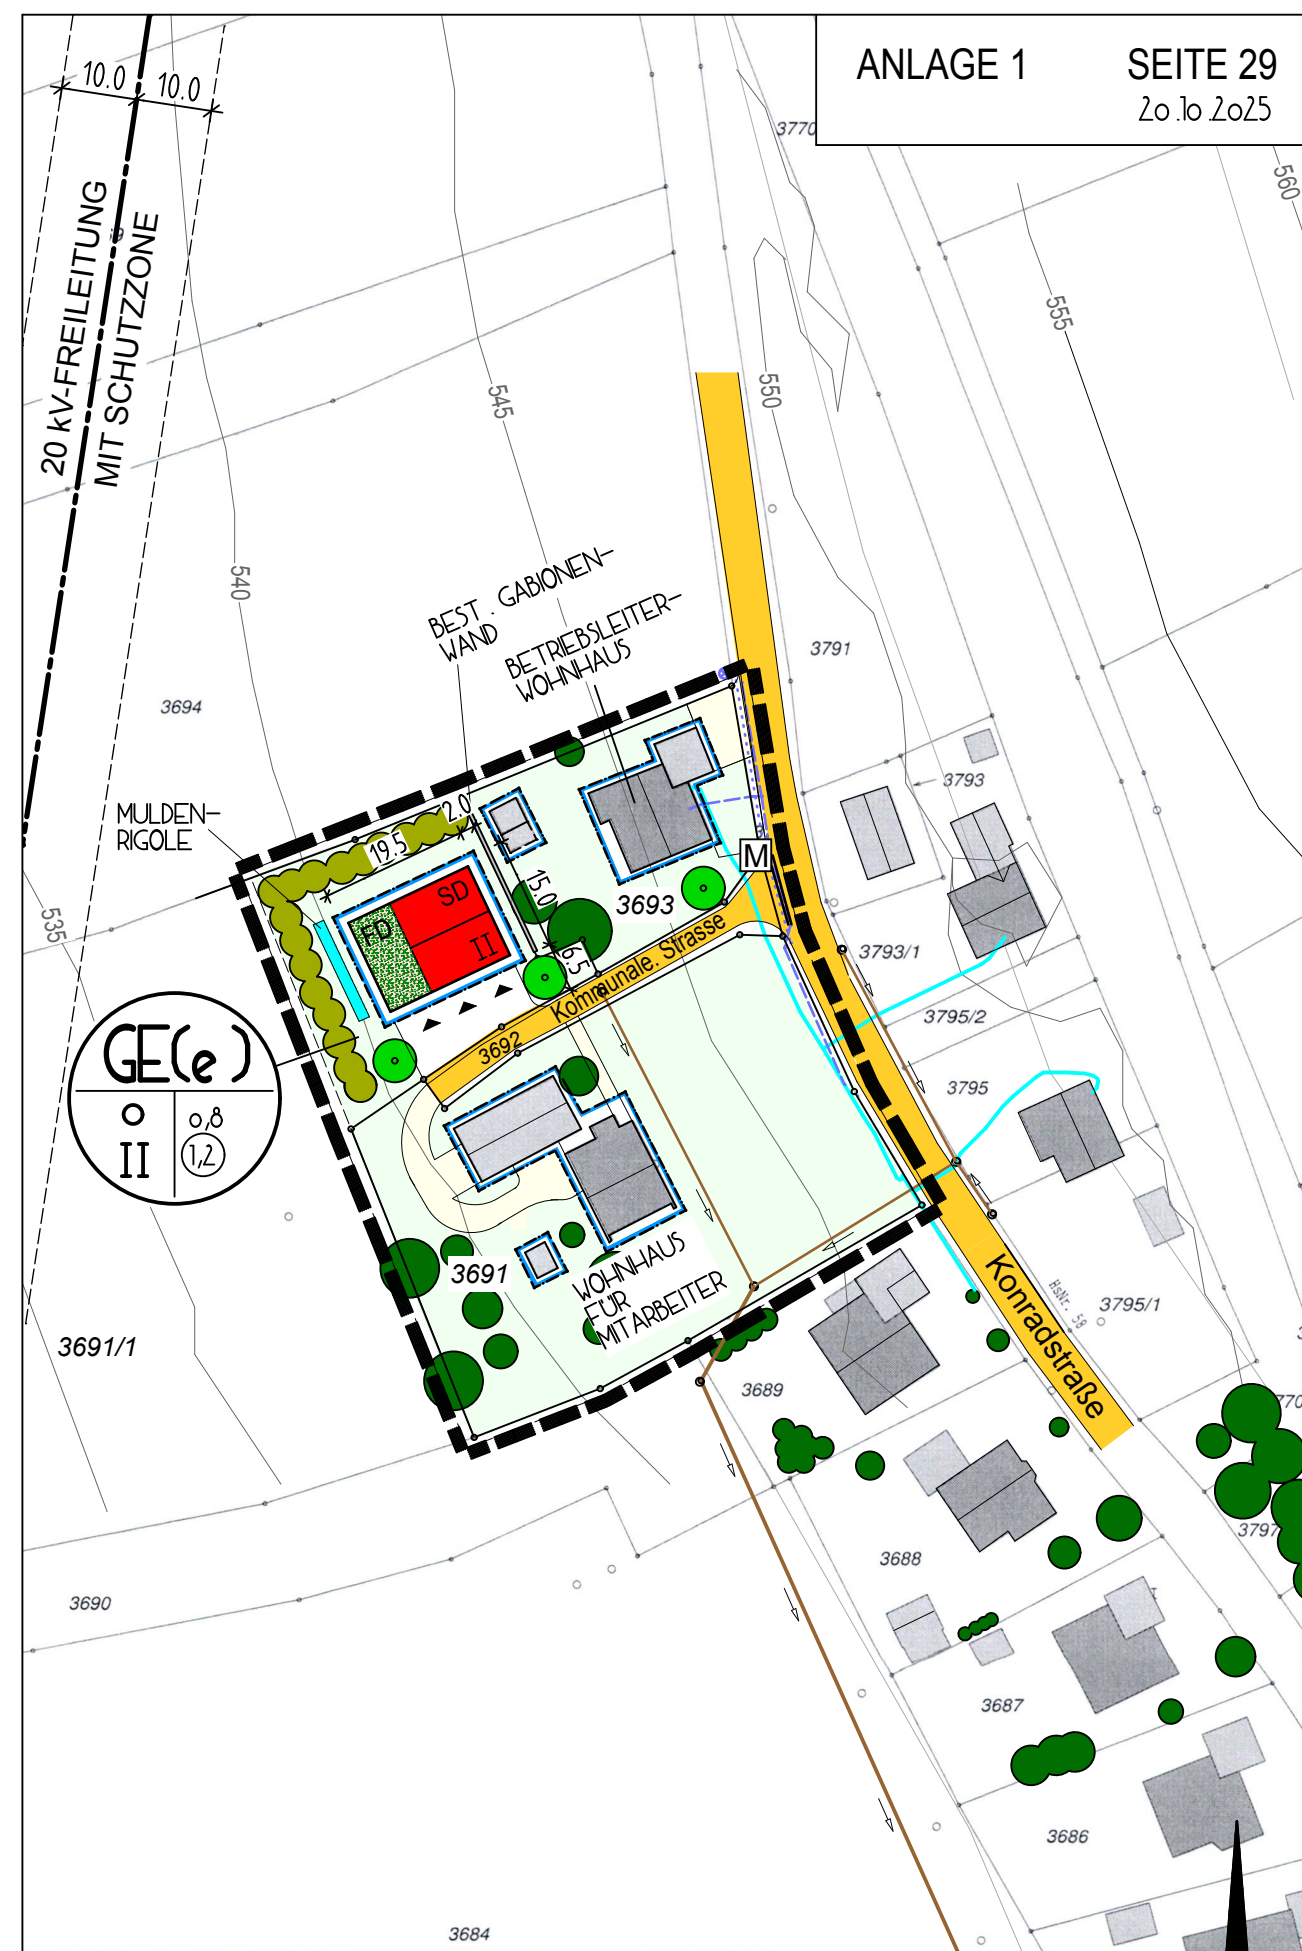 ANLAGE 1 SEITE 29
20.10.2025
10.0 10.0
20 kV-FREILEITUNG
MIT SCHUTZZONE
3770
560
555
550
545
540
535
BEST. GABIONEN-
WAND
BETRIEBSLEITER-
WOHNHAUS
3791
3694
3793
MULDEN-
RIGOLE
2.0
19.5
15.0
6.5
SD
FD
II
M
3693
Kommunale. Strasse
3692
3793/1
3795/2
3795
GE(e)
o 0,8
II 1,2
3691
WOHNHAUS
FÜR
MITARBEITER
3691/1
Konradstraße
HsNr. 58
3795/1
3689
3797
3688
3690
3687
3686
3684